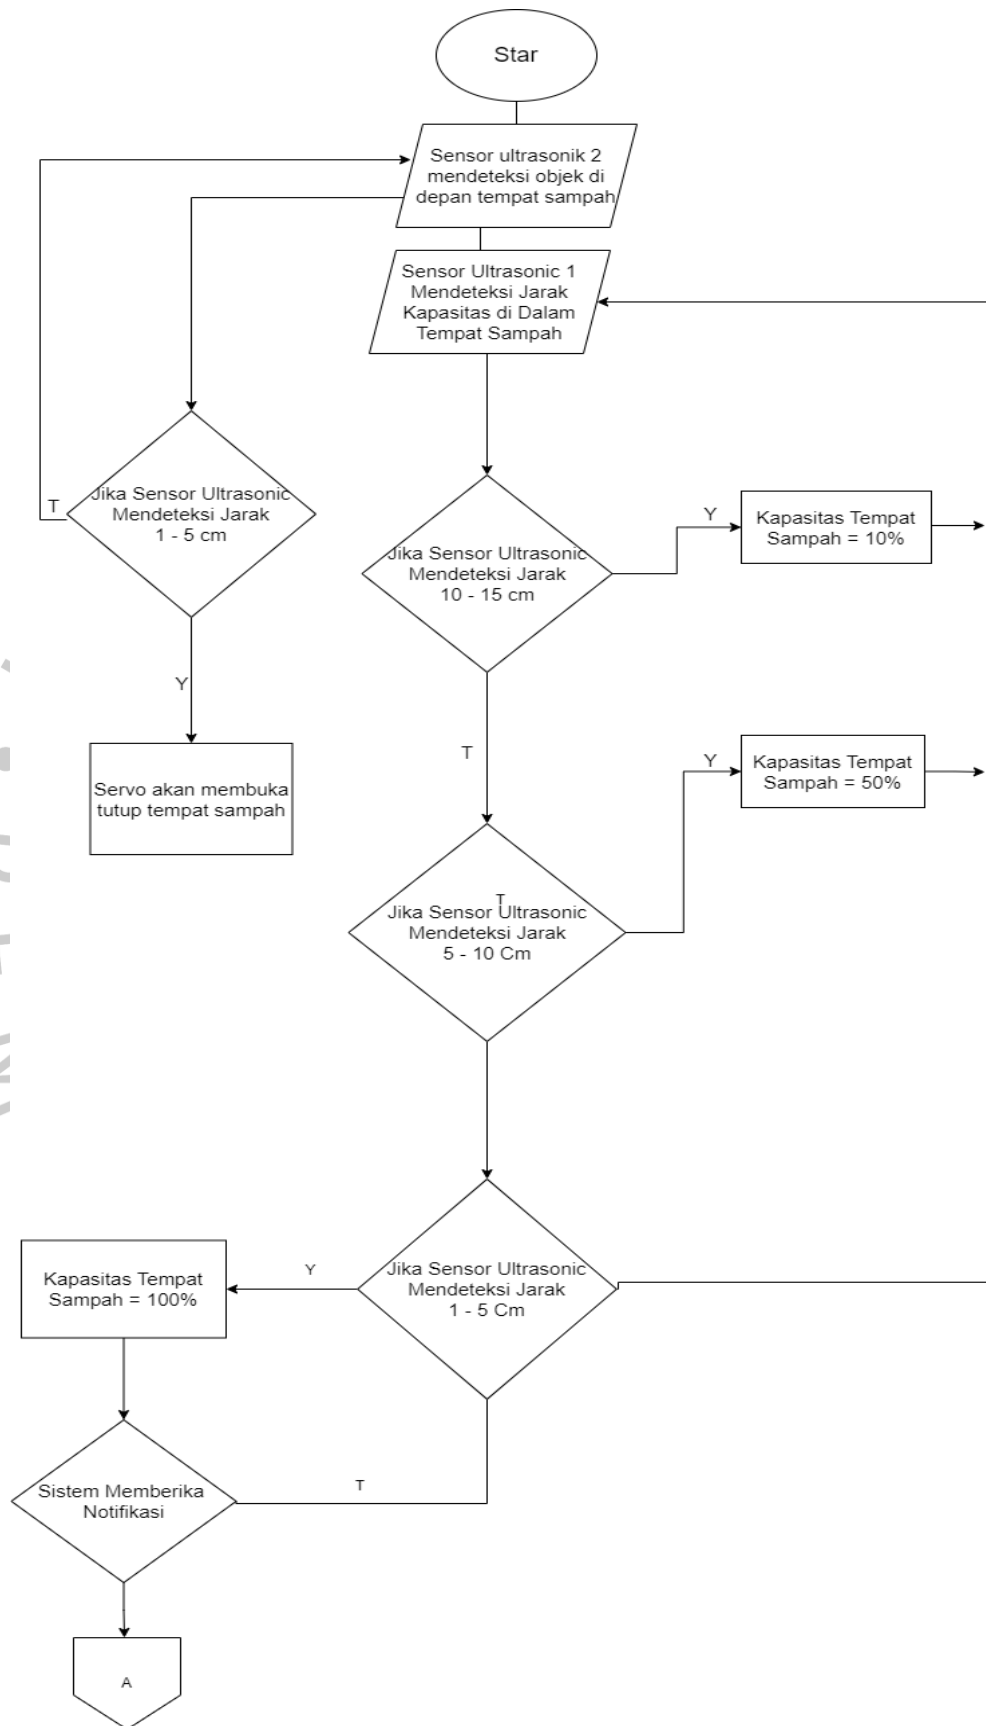 Star
Sensor ultrasonik 2
mendeteksi objek di
depan tempat sampah
Sensor Ultrasonic 1
Mendeteksi Jarak
Kapasitas di Dalam
Tempat Sampah
T
Jika Sensor Ultrasonic
Mendeteksi Jarak
1 - 5 cm
Y
Servo akan membuka
tutup tempat sampah
Jika Sensor Ultrasonic
Mendeteksi Jarak
10 - 15 cm
Y
Kapasitas Tempat
Sampah = 10%
T
Y
Kapasitas Tempat
Sampah = 50%
T
Jika Sensor Ultrasonic
Mendeteksi Jarak
5 - 10 Cm
Jika Sensor Ultrasonic
Mendeteksi Jarak
1 - 5 Cm
Y
Kapasitas Tempat
Sampah = 100%
Sistem Memberika
Notifikasi
T
A